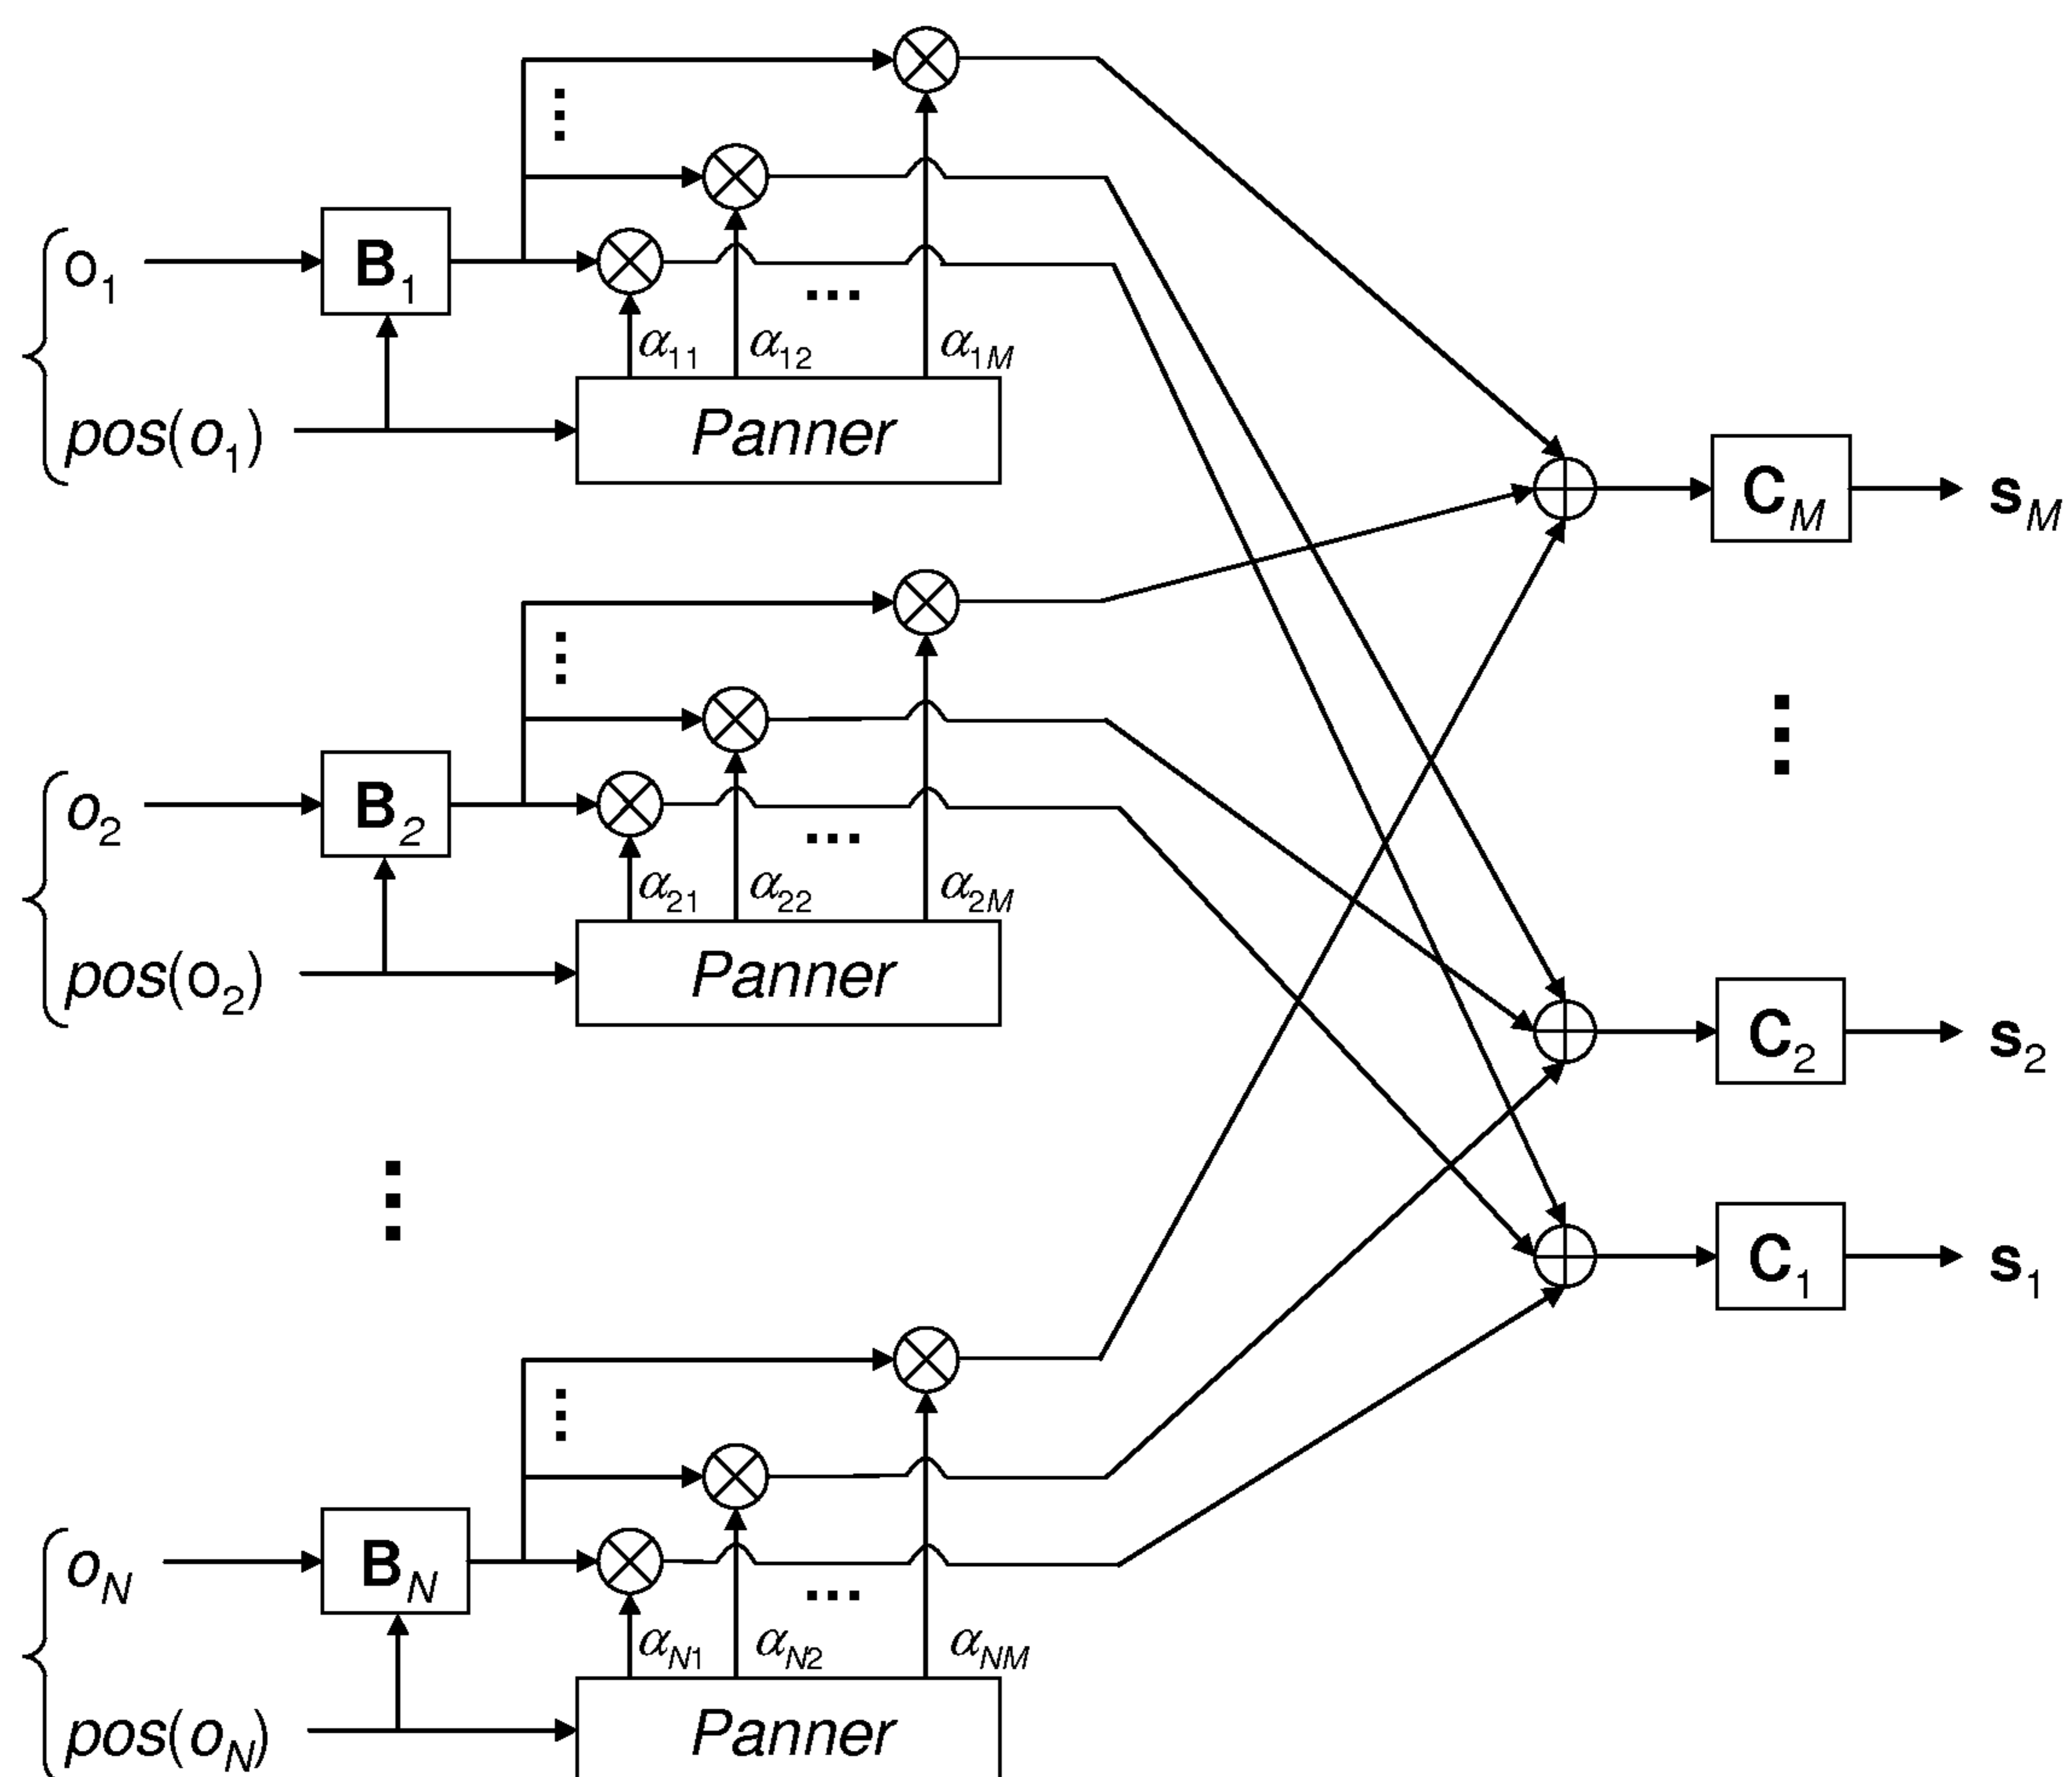 o1
B1
α11 α12 α1M
pos(o1)
Panner
CM
sM
o2
B2
α21 α22 α2M
pos(o2)
Panner
C2
s2
C1
s1
oN
BN
αN1 αN2 αNM
pos(oN)
Panner